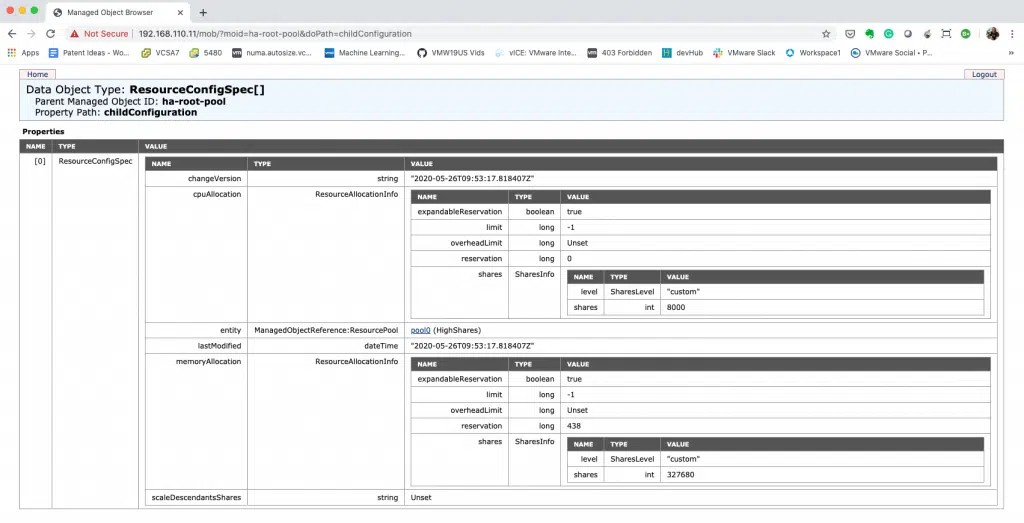 Managed Object Browser
Not Secure | 192.168.110.11/mob/?moid=ha-root-pool&doPath=childConfiguration
Apps Patent Ideas - Wo... VCSA7 5480 numa.autosize.vc... Machine Learning... VMW19US Vids vICE: VMware Inte... 403 Forbidden devHub VMware Slack Workspace1 VMware Social • P... »
Home Logout
Data Object Type: ResourceConfigSpec[]
Parent Managed Object ID: ha-root-pool
Property Path: childConfiguration
Properties
NAME TYPE VALUE
[0] ResourceConfigSpec NAME TYPE VALUE
changeVersion string "2020-05-26T09:53:17.818407Z"
cpuAllocation ResourceAllocationInfo NAME TYPE VALUE
expandableReservation boolean true
limit long -1
overheadLimit long Unset
reservation long 0
shares SharesInfo NAME TYPE VALUE
level SharesLevel "custom"
shares int 8000
entity ManagedObjectReference:ResourcePool pool0 (HighShares)
lastModified dateTime "2020-05-26T09:53:17.818407Z"
memoryAllocation ResourceAllocationInfo NAME TYPE VALUE
expandableReservation boolean true
limit long -1
overheadLimit long Unset
reservation long 438
shares SharesInfo NAME TYPE VALUE
level SharesLevel "custom"
shares int 327680
scaleDescendantsShares string Unset